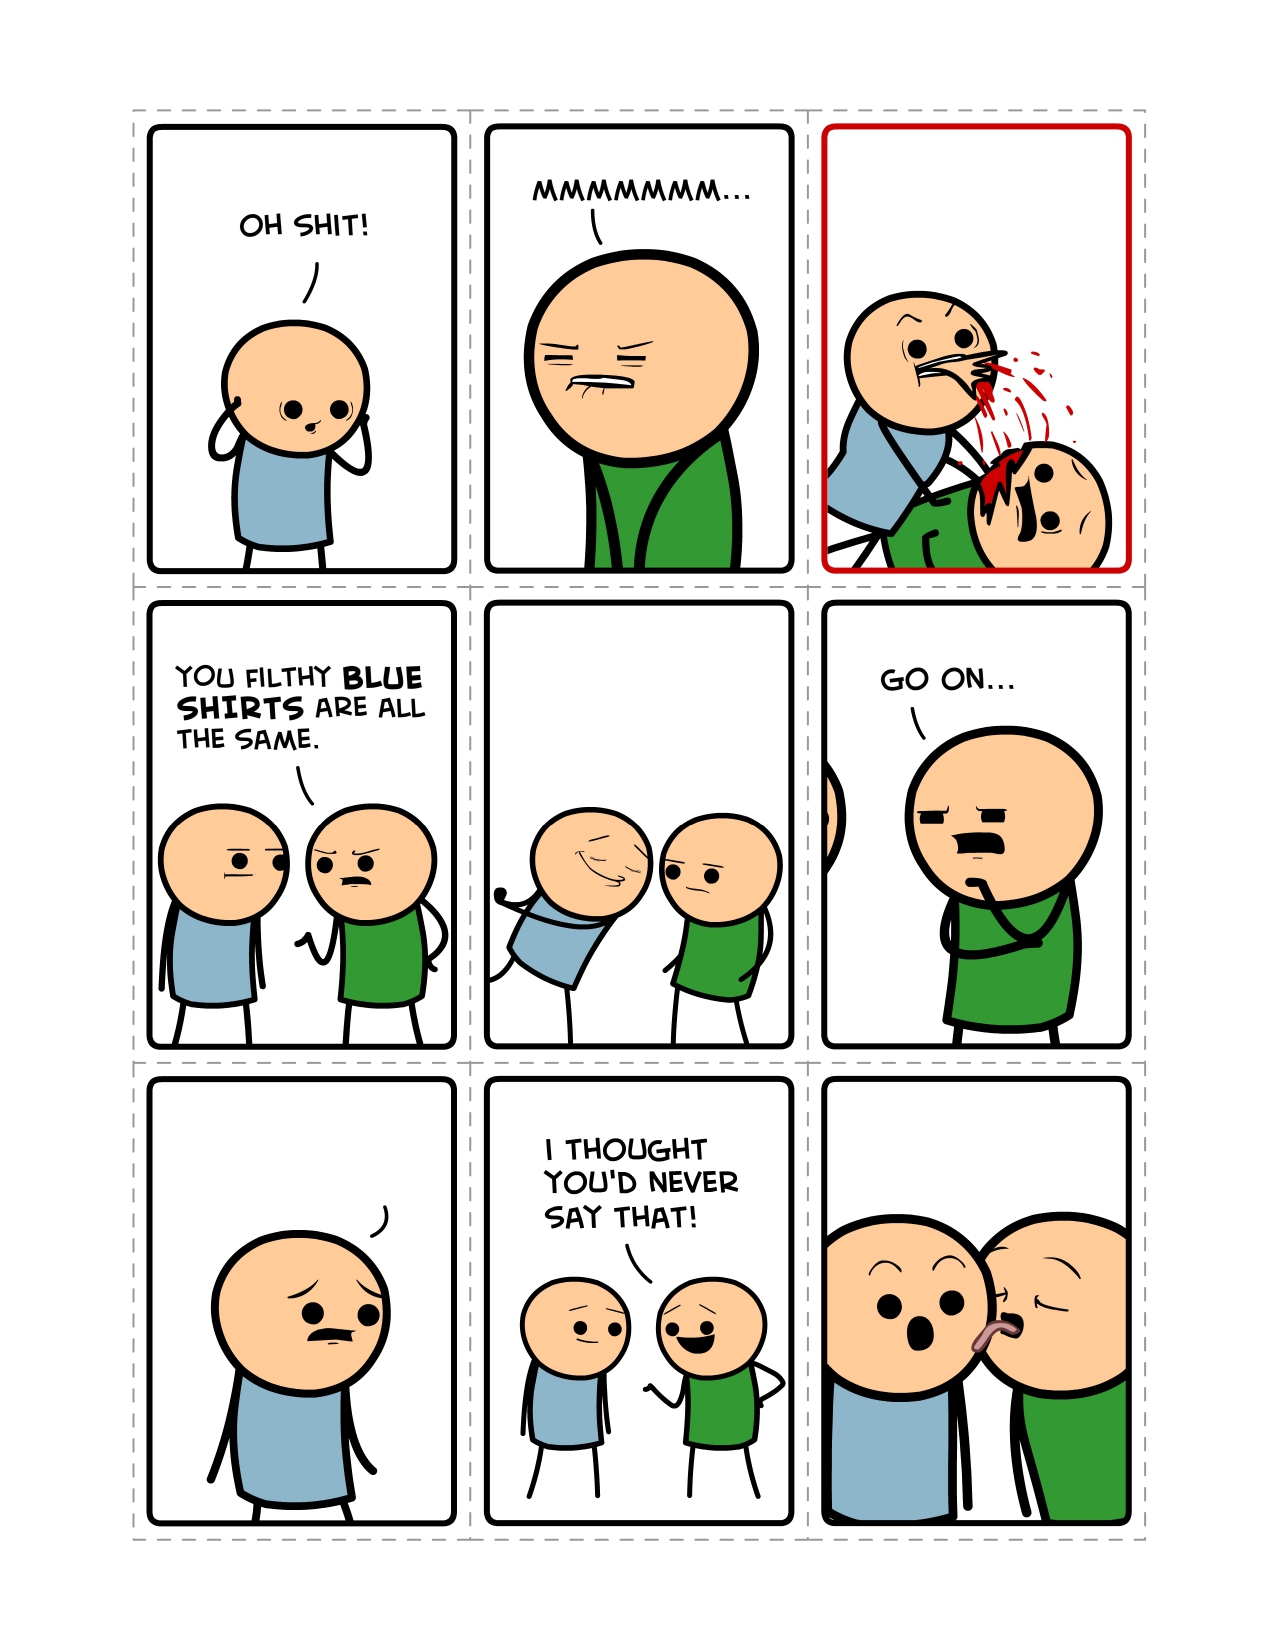 OH SHIT!
MMMMMMM...
YOU FILTHY BLUE
SHIRTS ARE ALL
THE SAME.
GO ON...
I THOUGHT
YOU'D NEVER
SAY THAT!